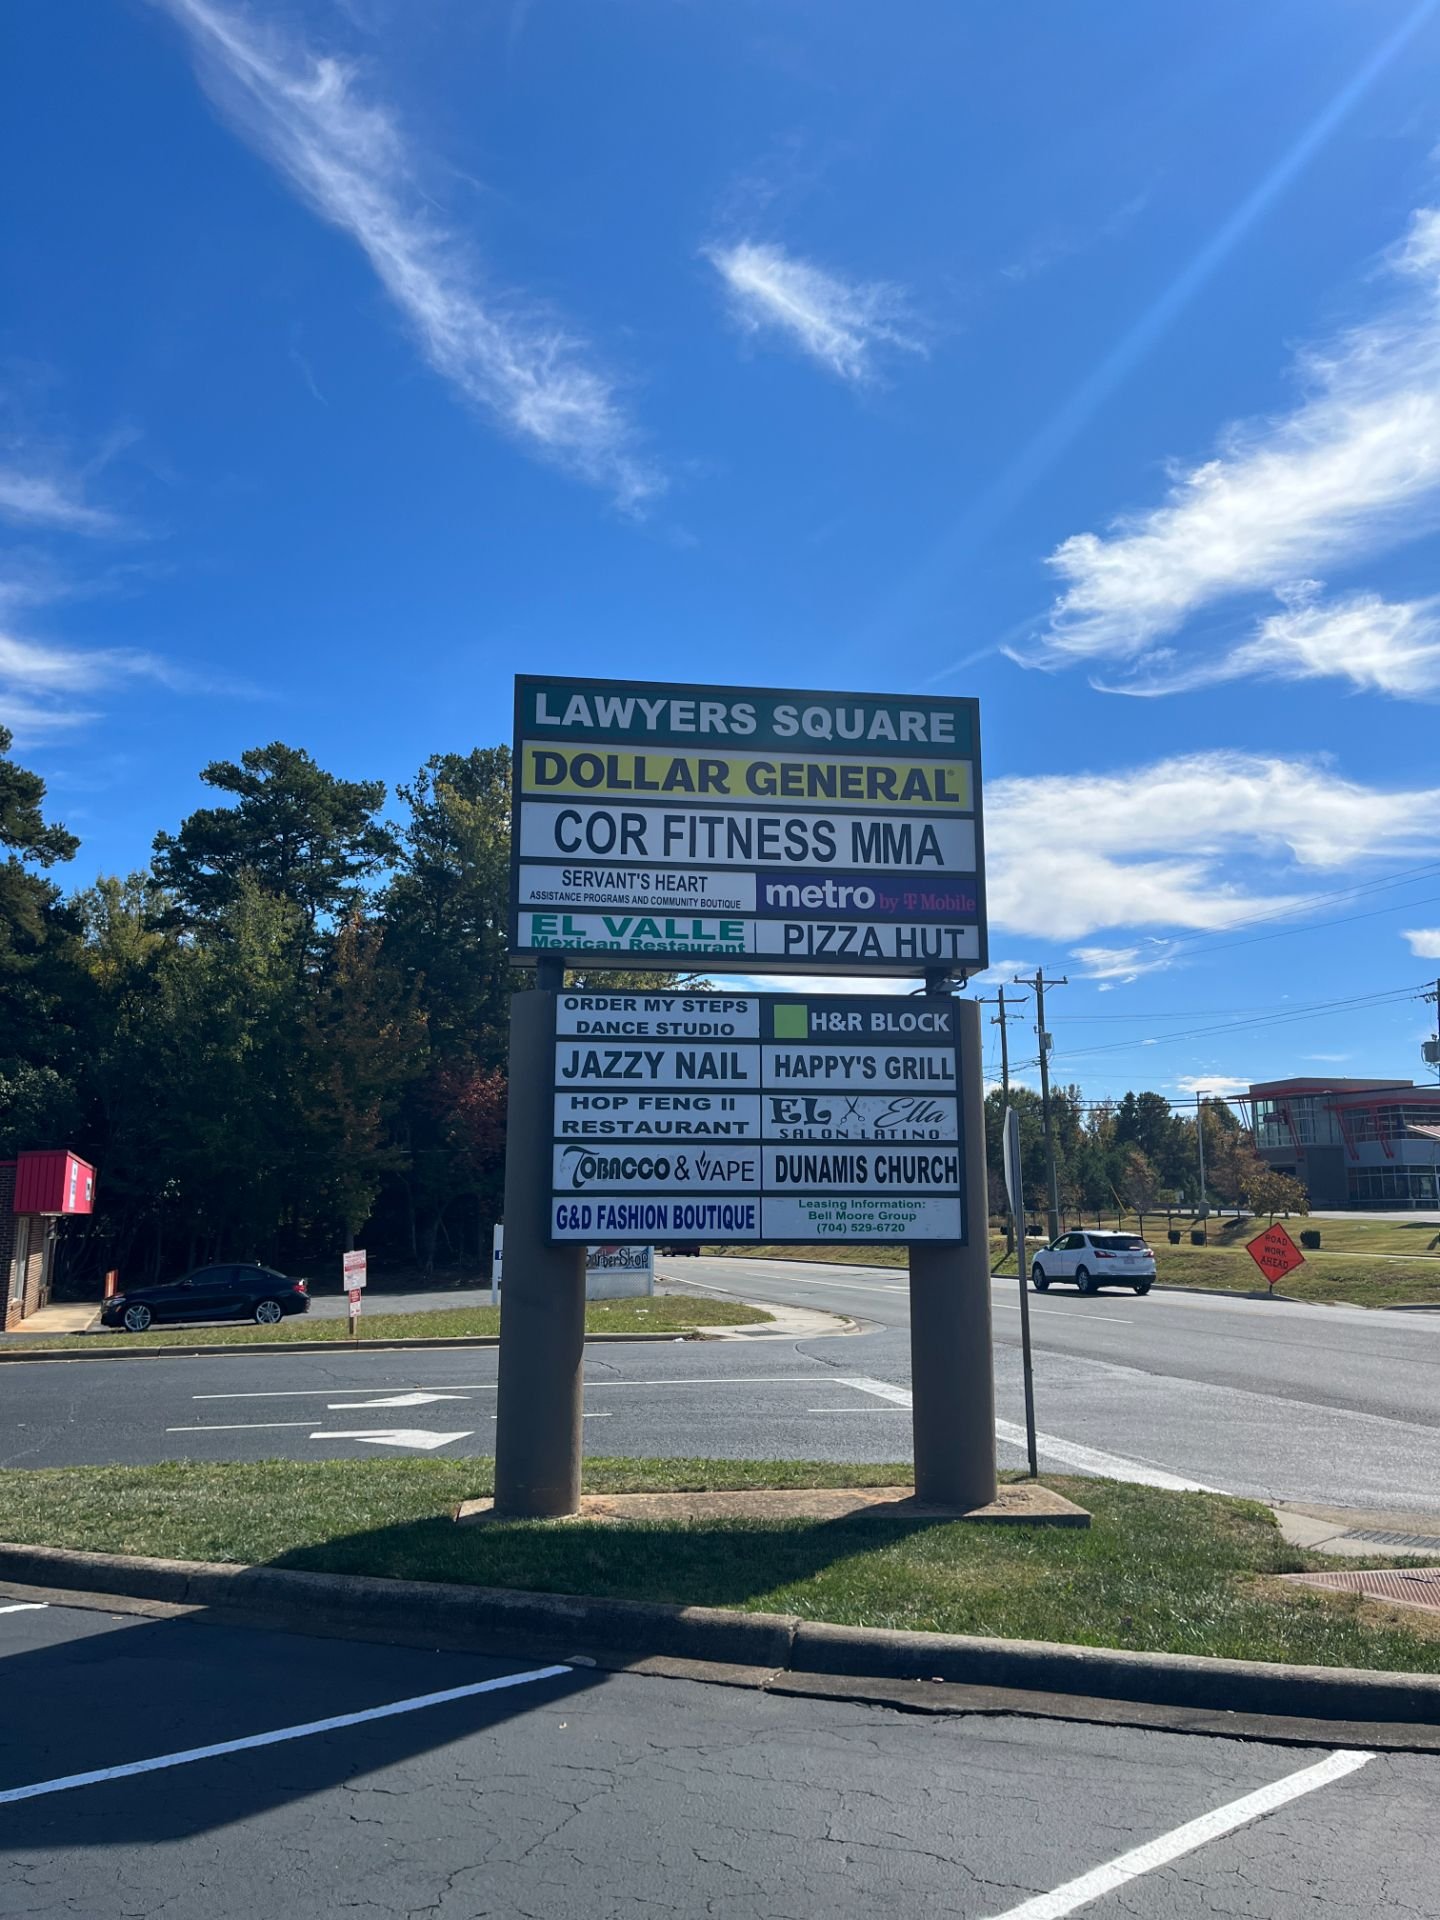 LAWYERS SQUARE
DOLLAR GENERAL
COR FITNESS MMA
SERVANT'S HEART
ASSISTANCE PROGRAMS AND COMMUNITY BOUTIQUE
metro by T Mobile
EL VALLE
Mexican Restaurant
PIZZA HUT
ORDER MY STEPS
DANCE STUDIO
H&R BLOCK
JAZZY NAIL
HAPPY'S GRILL
HOP FENG II
RESTAURANT
EL Ella
SALON LATINO
TOBACCO & VAPE
DUNAMIS CHURCH
G&D FASHION BOUTIQUE
Leasing Information:
Bell Moore Group
(704) 529-6720
BarberShop
ROAD
WORK
AHEAD